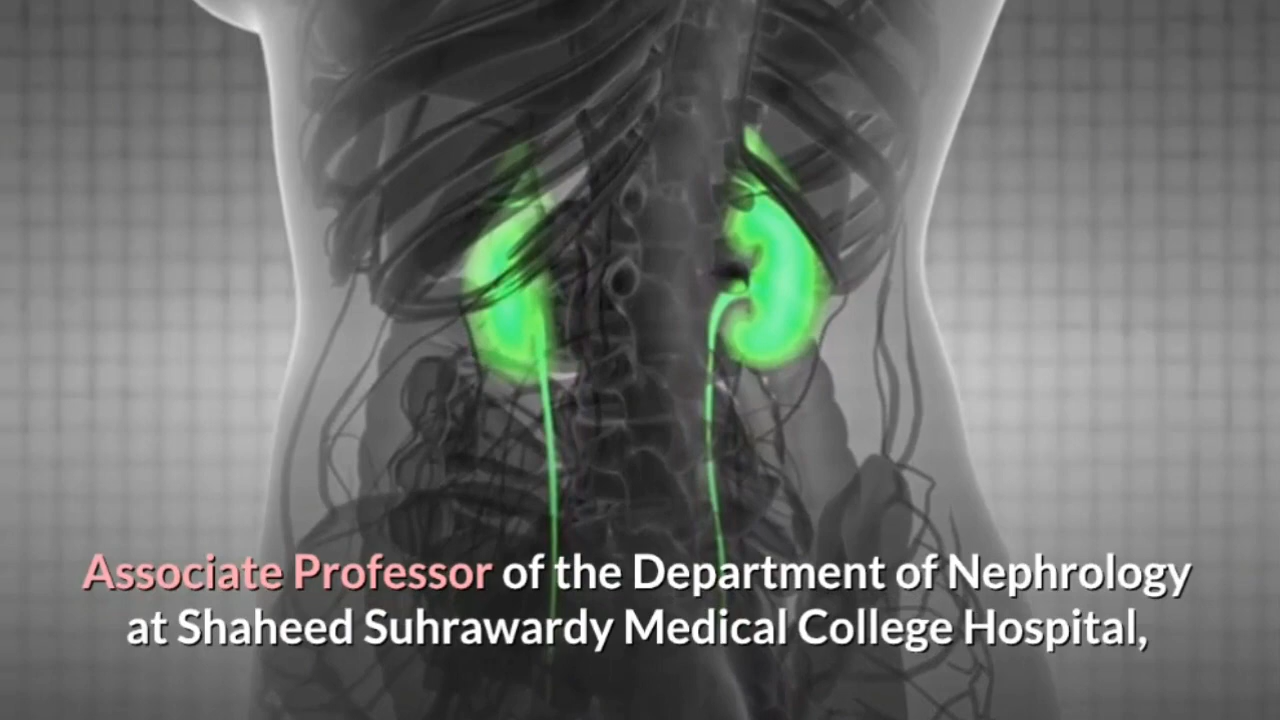 Associate Professor of the Department of Nephrology
at Shaheed Suhrawardy Medical College Hospital,